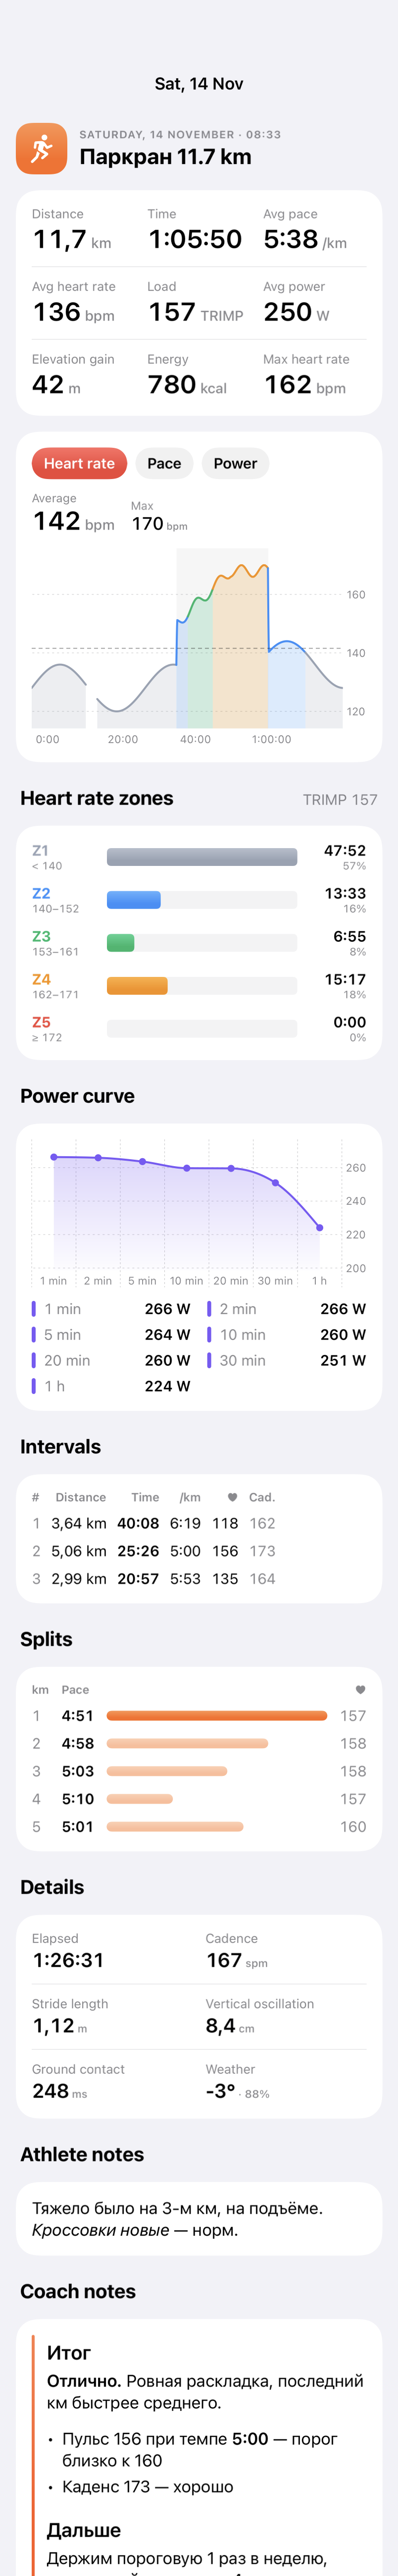 Sat, 14 Nov
SATURDAY, 14 NOVEMBER · 08:33
Паркран 11.7 km
Distance Time Avg pace
11,7 km 1:05:50 5:38 /km
Avg heart rate Load Avg power
136 bpm 157 TRIMP 250 W
Elevation gain Energy Max heart rate
42 m 780 kcal 162 bpm
Heart rate Pace Power
Average Max
142 bpm 170 bpm
160
140
120
0:00 20:00 40:00 1:00:00
Heart rate zones TRIMP 157
Z1 47:52
< 140 57%
Z2 13:33
140–152 16%
Z3 6:55
153–161 8%
Z4 15:17
162–171 18%
Z5 0:00
≥ 172 0%
Power curve
260
240
220
200
1 min 2 min 5 min 10 min 20 min 30 min 1 h
1 min 266 W 2 min 266 W
5 min 264 W 10 min 260 W
20 min 260 W 30 min 251 W
1 h 224 W
Intervals
# Distance Time /km ♥ Cad.
1 3,64 km 40:08 6:19 118 162
2 5,06 km 25:26 5:00 156 173
3 2,99 km 20:57 5:53 135 164
Splits
km Pace ♥
1 4:51 157
2 4:58 158
3 5:03 158
4 5:10 157
5 5:01 160
Details
Elapsed Cadence
1:26:31 167 spm
Stride length Vertical oscillation
1,12 m 8,4 cm
Ground contact Weather
248 ms -3° · 88%
Athlete notes
Тяжело было на 3-м км, на подъёме.
Кроссовки новые — норм.
Coach notes
Итог
Отлично. Ровная раскладка, последний
км быстрее среднего.
• Пульс 156 при темпе 5:00 — порог
близко к 160
• Каденс 173 — хорошо
Дальше
Держим пороговую 1 раз в неделю,